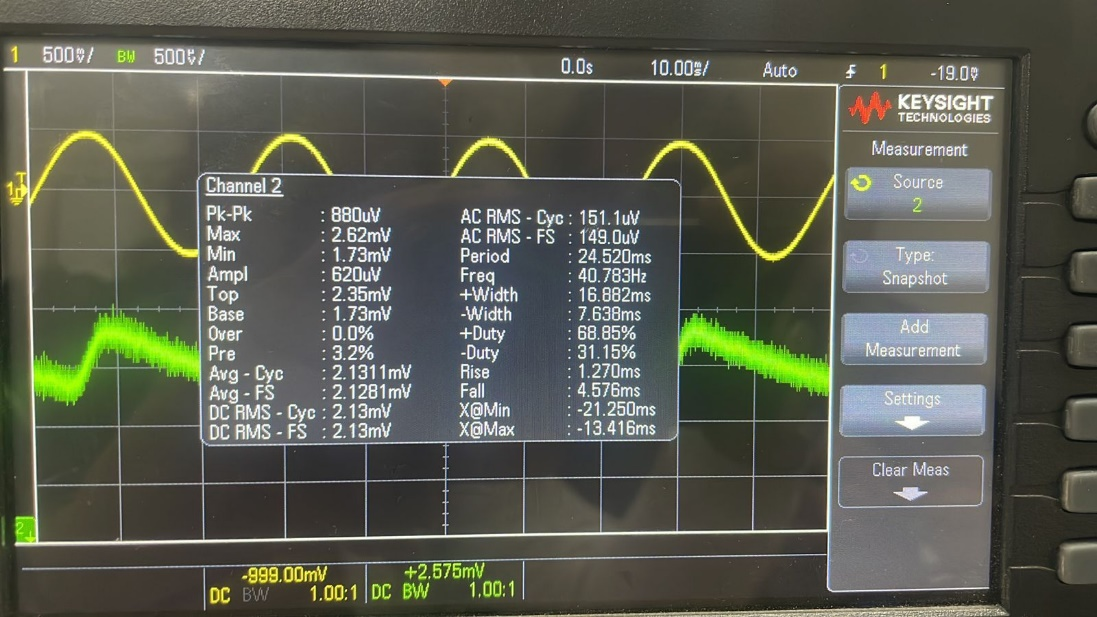 1 500㎷/ BW 500㎶/ 0.0s 10.00㎳/ Auto 1 -19.0V
KEYSIGHT
TECHNOLOGIES
Measurement
Source
2
Type:
Snapshot
Add
Measurement
Settings
Clear Meas
T
1
2
Channel 2
Pk-Pk : 880uV AC RMS - Cyc : 151.1uV
Max : 2.62mV AC RMS - FS : 149.0uV
Min : 1.73mV Period : 24.520ms
Ampl : 620uV Freq : 40.783Hz
Top : 2.35mV +Width : 16.882ms
Base : 1.73mV -Width : 7.638ms
Over : 0.0% +Duty : 68.85%
Pre : 3.2% -Duty : 31.15%
Avg - Cyc : 2.1311mV Rise : 1.270ms
Avg - FS : 2.1281mV Fall : 4.576ms
DC RMS - Cyc : 2.13mV X@Min : -21.250ms
DC RMS - FS : 2.13mV X@Max : -13.416ms
-999.00mV +2.575mV
DC BW 1.00:1 DC BW 1.00:1